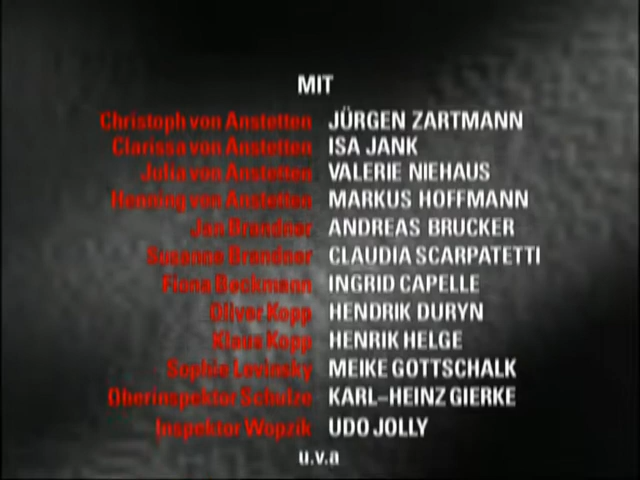 MIT
Christoph von Anstetten JÜRGEN ZARTMANN
Clarissa von Anstetten ISA JANK
Julia von Anstetten VALERIE NIEHAUS
Henning von Anstetten MARKUS HOFFMANN
Jan Brandner ANDREAS BRUCKER
Susanne Brandner CLAUDIA SCARPATETTI
Fiona Beckmann INGRID CAPELLE
Oliver Kopp HENDRIK DURYN
Klaus Kopp HENRIK HELGE
Sophie Levinsky MEIKE GOTTSCHALK
Oberinspektor Schulze KARL-HEINZ GIERKE
Inspektor Wopzik UDO JOLLY
u.v.a